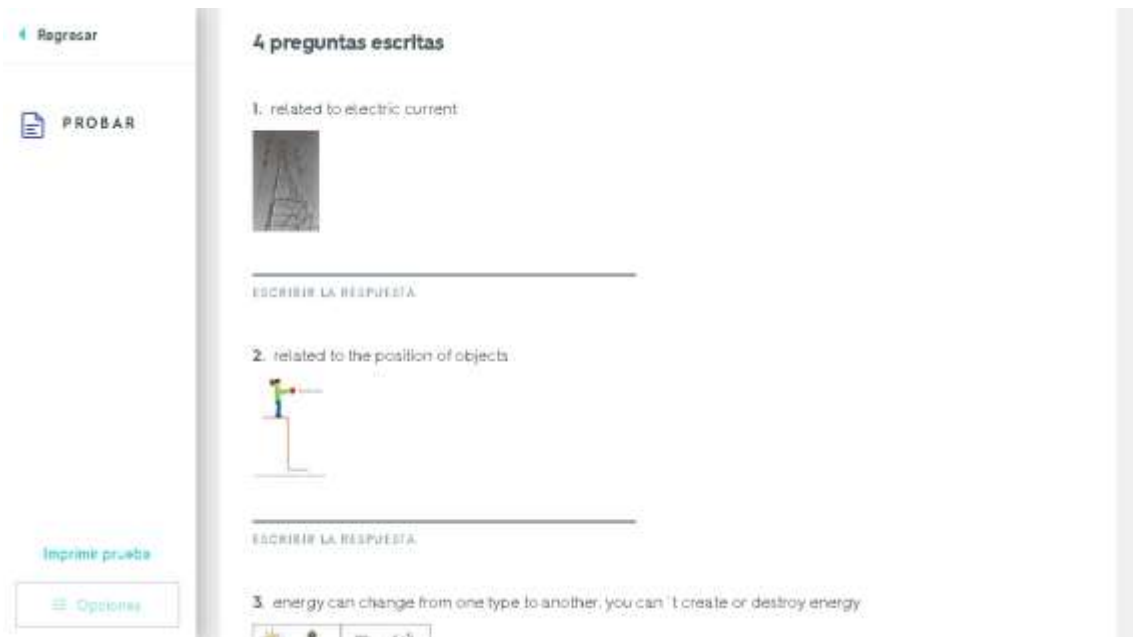 Regresar
4 preguntas escritas
PROBAR
1. related to electric current
ESCRIBIR LA RESPUESTA
2. related to the position of objects
ESCRIBIR LA RESPUESTA
Imprimir prueba
Opciones
3. energy can change from one type to another, you can ´t create or destroy energy